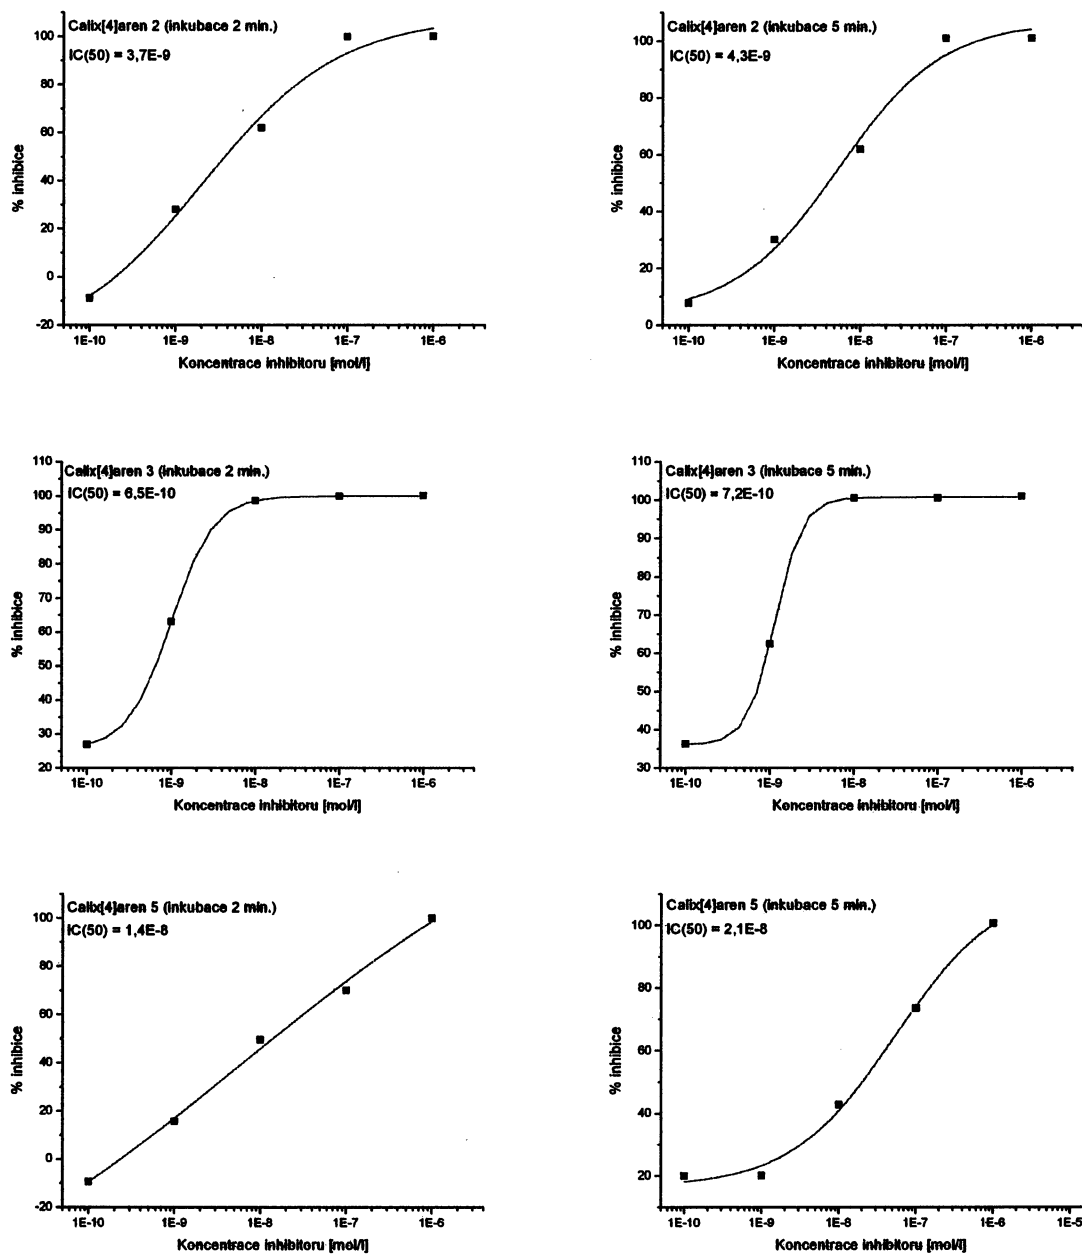 Calix[4]aren 2 (inkubace 2 min.)
IC(50) = 3,7E-9
100
80
60
40
20
0
-20
% inhibice
1E-10 1E-9 1E-8 1E-7 1E-6
Koncentrace inhibitoru [mol/l]
Calix[4]aren 2 (inkubace 5 min.)
IC(50) = 4,3E-9
100
80
60
40
20
0
% inhibice
1E-10 1E-9 1E-8 1E-7 1E-6
Koncentrace inhibitoru [mol/l]
Calix[4]aren 3 (inkubace 2 min.)
IC(50) = 6,5E-10
110
100
90
80
70
60
50
40
30
20
% inhibice
1E-10 1E-9 1E-8 1E-7 1E-6
Koncentrace inhibitoru [mol/l]
Calix[4]aren 3 (inkubace 5 min.)
IC(50) = 7,2E-10
110
100
90
80
70
60
50
40
30
% inhibice
1E-10 1E-9 1E-8 1E-7 1E-6
Koncentrace inhibitoru [mol/l]
Calix[4]aren 5 (inkubace 2 min.)
IC(50) = 1,4E-8
100
80
60
40
20
0
-20
% inhibice
1E-10 1E-9 1E-8 1E-7 1E-6
Koncentrace inhibitoru [mol/l]
Calix[4]aren 5 (inkubace 5 min.)
IC(50) = 2,1E-8
100
80
60
40
20
% inhibice
1E-10 1E-9 1E-8 1E-7 1E-6 1E-5
Koncentrace inhibitoru [mol/l]